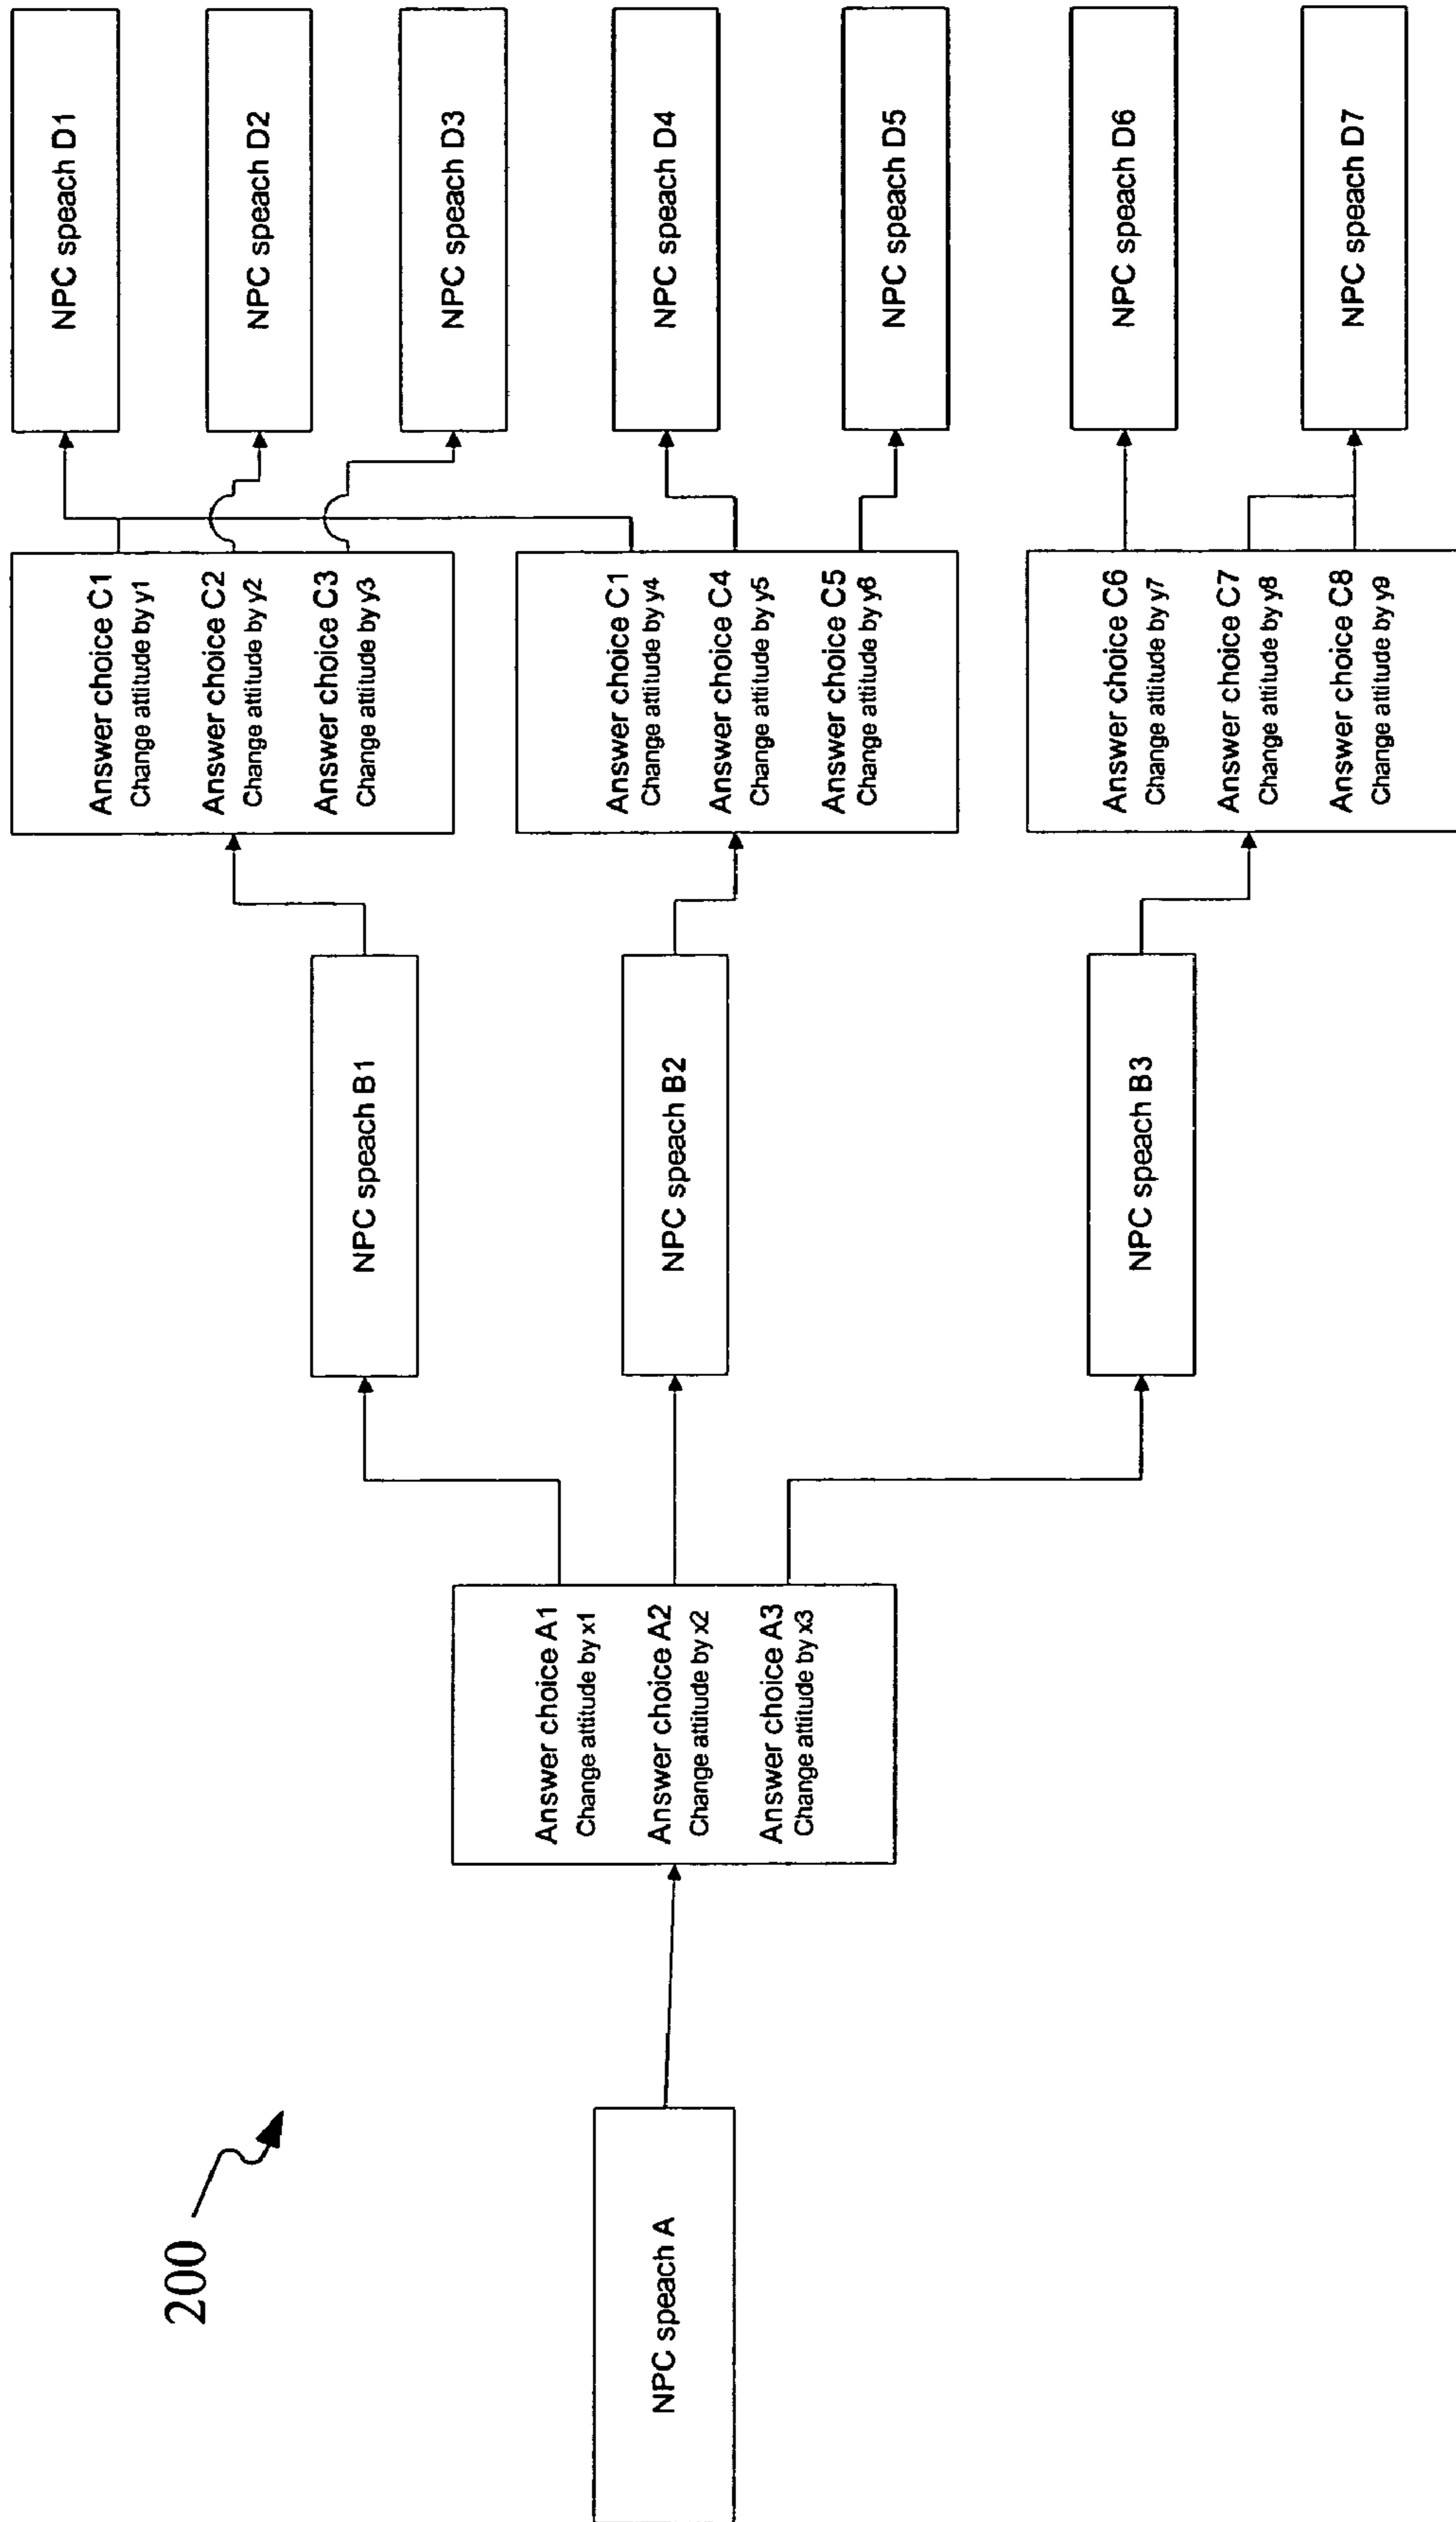 200
NPC speach A
Answer choice A1
Change attitude by x1
Answer choice A2
Change attitude by x2
Answer choice A3
Change attitude by x3
NPC speach B1
NPC speach B2
NPC speach B3
Answer choice C1
Change attitude by y1
Answer choice C2
Change attitude by y2
Answer choice C3
Change attitude by y3
Answer choice C1
Change attitude by y4
Answer choice C4
Change attitude by y5
Answer choice C5
Change attitude by y6
Answer choice C6
Change attitude by y7
Answer choice C7
Change attitude by y8
Answer choice C8
Change attitude by y9
NPC speach D1
NPC speach D2
NPC speach D3
NPC speach D4
NPC speach D5
NPC speach D6
NPC speach D7